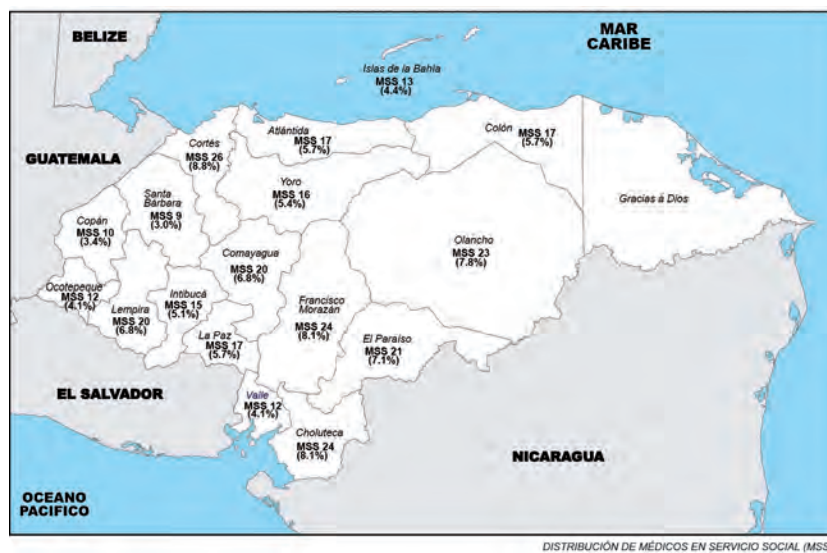 BELIZE
MAR
CARIBE
Islas de la Bahía
MSS 13
(4.4%)
Atlántida
MSS 17
(5.7%)
Colón
MSS 17
(5.7%)
Cortés
MSS 26
(8.8%)
GUATEMALA
Yoro
MSS 16
(5.4%)
Santa
Bárbara
MSS 9
(3.0%)
Gracias á Dios
Copán
MSS 10
(3.4%)
Olancho
MSS 23
(7.8%)
Comayagua
MSS 20
(6.8%)
Ocotepeque
MSS 12
(4.1%)
Intibucá
MSS 15
(5.1%)
Lempira
MSS 20
(6.8%)
Francisco
Morazán
MSS 24
(8.1%)
La Paz
MSS 17
(5.7%)
El Paraíso
MSS 21
(7.1%)
EL SALVADOR
Valle
MSS 12
(4.1%)
Choluteca
MSS 24
(8.1%)
NICARAGUA
OCEANO
PACIFICO
DISTRIBUCIÓN DE MÉDICOS EN SERVICIO SOCIAL (MSS